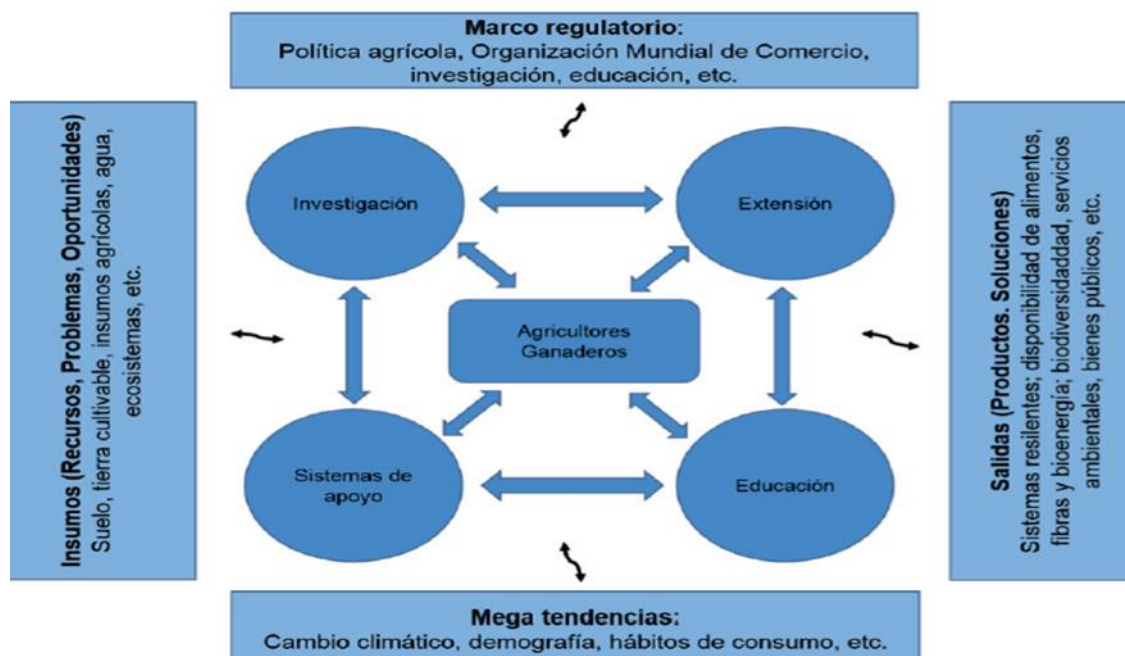 Marco regulatorio:
Política agrícola, Organización Mundial de Comercio,
investigación, educación, etc.
Insumos (Recursos, Problemas, Oportunidades)
Suelo, tierra cultivable, insumos agrícolas, agua,
ecosistemas, etc.
Investigación
Extensión
Agricultores
Ganaderos
Sistemas de
apoyo
Educación
Salidas (Productos. Soluciones)
Sistemas resilentes; disponibilidad de alimentos,
fibras y bioenergía; biodiversidaddad, servicios
ambientales, bienes públicos, etc.
Mega tendencias:
Cambio climático, demografía, hábitos de consumo, etc.